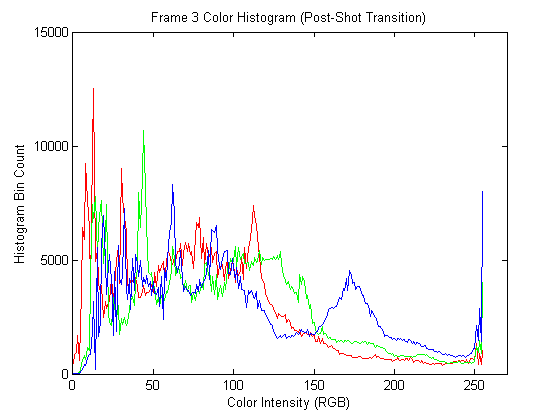 Frame 3 Color Histogram (Post-Shot Transition)
15000
10000
5000
0
Histogram Bin Count
0 50 100 150 200 250
Color Intensity (RGB)